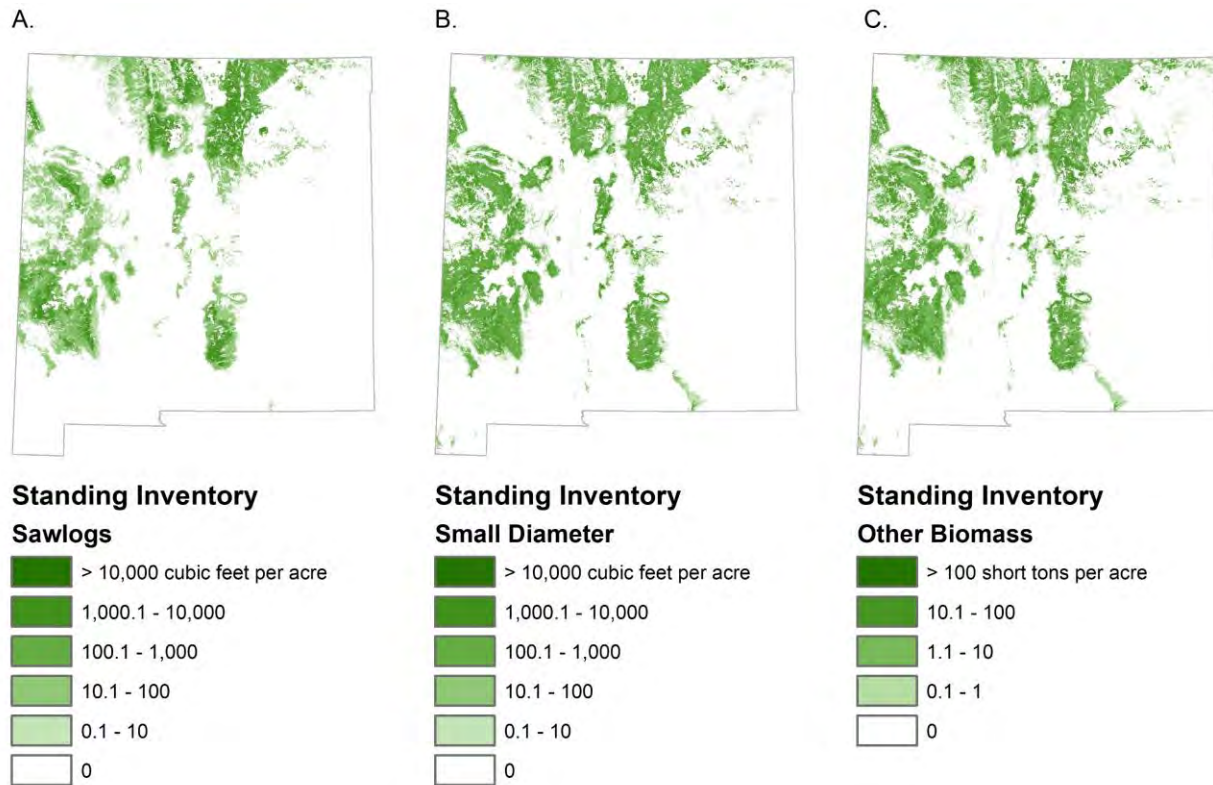 A.
B.
C.
Standing Inventory
Sawlogs
> 10,000 cubic feet per acre
1,000.1 - 10,000
100.1 - 1,000
10.1 - 100
0.1 - 10
0
Standing Inventory
Small Diameter
> 10,000 cubic feet per acre
1,000.1 - 10,000
100.1 - 1,000
10.1 - 100
0.1 - 10
0
Standing Inventory
Other Biomass
> 100 short tons per acre
10.1 - 100
1.1 - 10
0.1 - 1
0